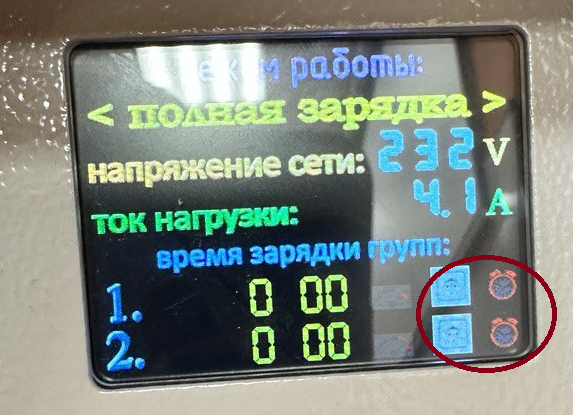 работы:
< полная зарядка >
напряжение сети: 232 V
ток нагрузки: 4.1 A
время зарядки групп:
1. 0 00
2. 0 00